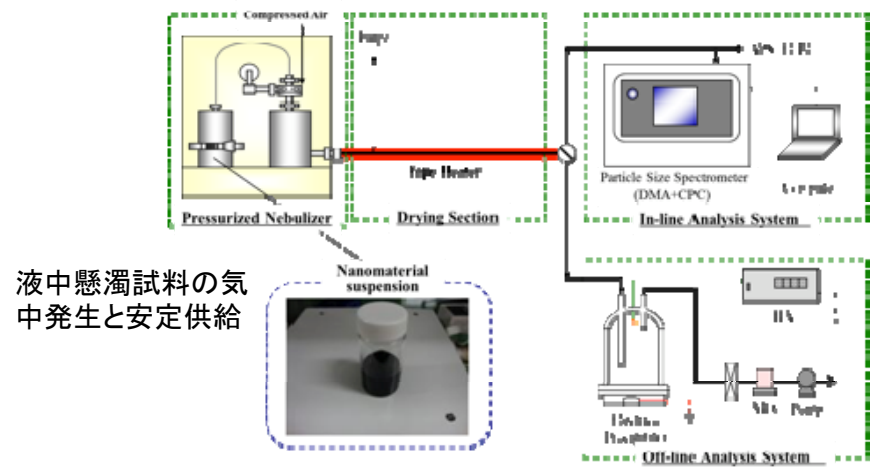 Compressed Air
Tape Heater
Particle Size Spectrometer
(DMA+CPC)
Pressurized Nebulizer
Drying Section
In-line Analysis System
Nanomaterial
suspension
液中懸濁試料の気
中発生と安定供給
Pump
Off-line Analysis System